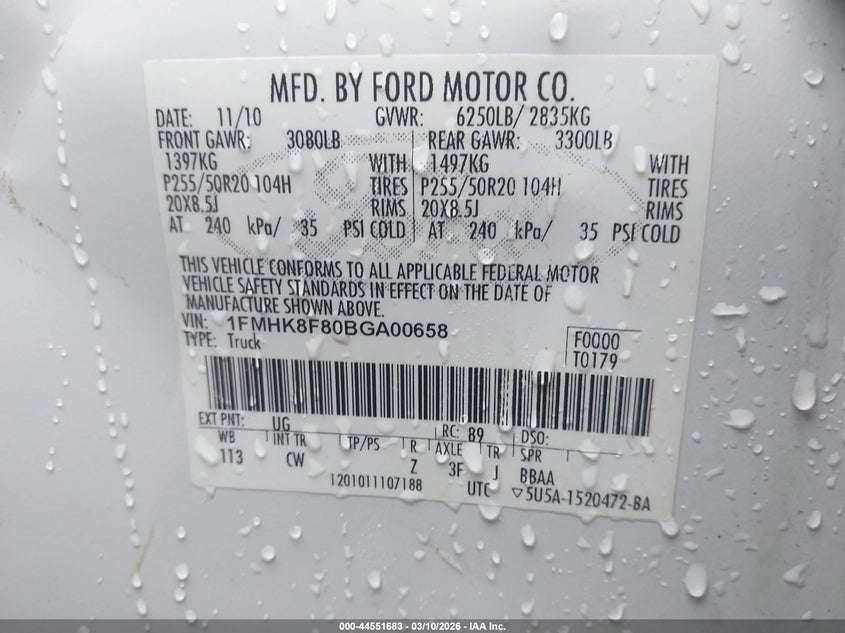 MFD. BY FORD MOTOR CO.
DATE: 11/10 GVWR: 6250LB/ 2835KG
FRONT GAWR: 3080LB REAR GAWR: 3300LB
1397KG WITH 1497KG WITH
P255/50R20 104H TIRES P255/50R20 104H TIRES
20X8.5J RIMS 20X8.5J RIMS
AT 240 kPa/ 35 PSI COLD AT 240 kPa/ 35 PSI COLD
THIS VEHICLE CONFORMS TO ALL APPLICABLE FEDERAL MOTOR
VEHICLE SAFETY STANDARDS IN EFFECT ON THE DATE OF
MANUFACTURE SHOWN ABOVE.
VIN: 1FMHK8F80BGA00658
TYPE: Truck
F0000
T0179
EXT PNT: UG RC: 89 DSO:
WB INT TR TP/PS R AXLE TR SPR
113 CW Z 3F J BBAA
1201011107188 UTC ▽5U5A-1520472-BA
000-44551683 — 03/10/2026 — IAA Inc.